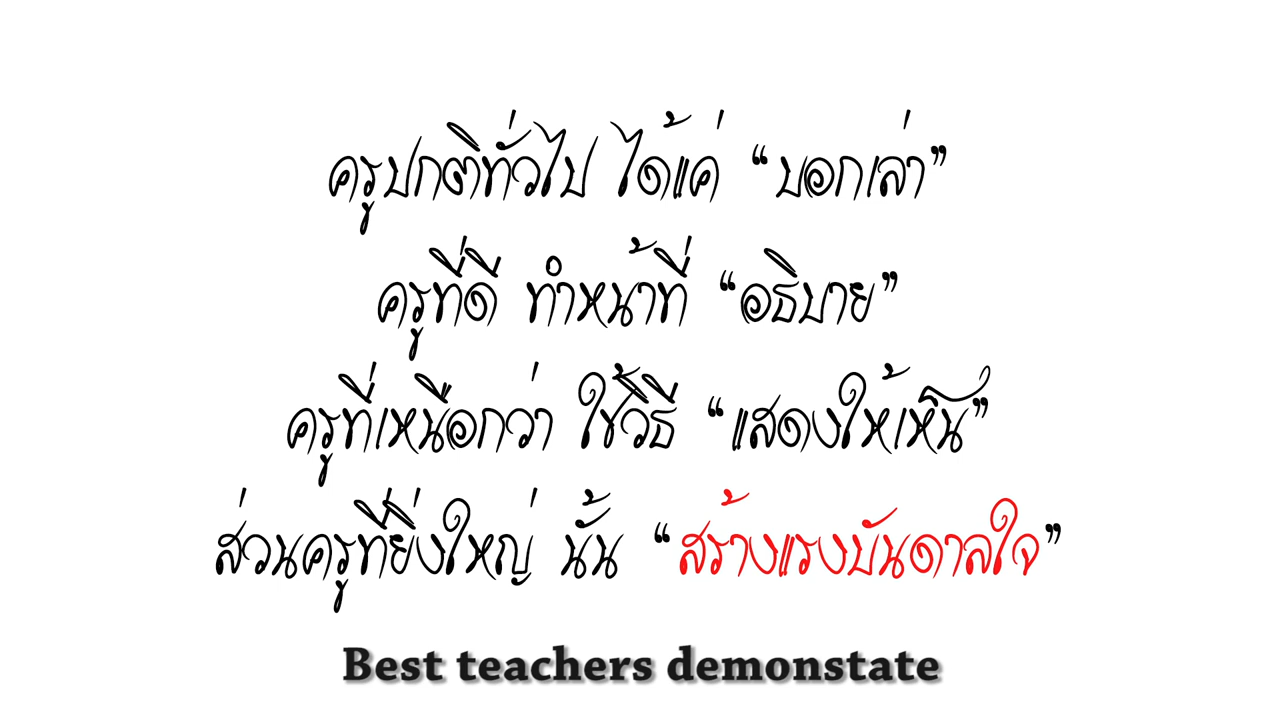 ครูปกติทั่วไป ได้แค่ “บอกเล่า”
ครูที่ดี ทำหน้าที่ “อธิบาย”
ครูที่เหนือกว่า ใช้วิธี “แสดงให้เห็น”
ส่วนครูที่ยิ่งใหญ่ นั้น “สร้างแรงบันดาลใจ”
Best teachers demonstate